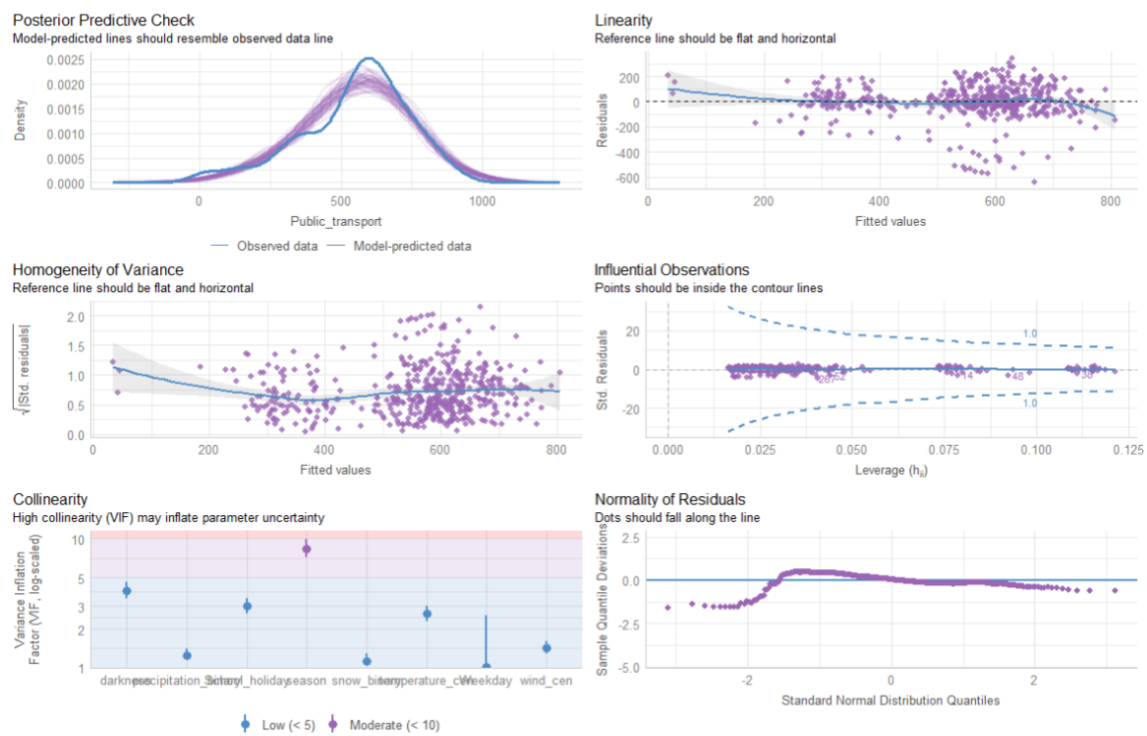 Posterior Predictive Check
Model-predicted lines should resemble observed data line
0.0025
0.0020
0.0015
0.0010
0.0005
0.0000
Density
0
500
1000
Public_transport
Observed data
Model-predicted data
Linearity
Reference line should be flat and horizontal
200
0
-200
-400
-600
Residuals
0
200
400
600
800
Fitted values
Homogeneity of Variance
Reference line should be flat and horizontal
2.0
1.5
1.0
0.5
0.0
√|Std. residuals|
0
200
400
600
800
Fitted values
Influential Observations
Points should be inside the contour lines
20
0
-20
Std. Residuals
1.0
1.0
14
48
0.000
0.025
0.050
0.075
0.100
0.125
Leverage (hii)
Collinearity
High collinearity (VIF) may inflate parameter uncertainty
10
5
3
2
1
Variance Inflation
Factor (VIF, log-scaled)
darkness
precipitation_binary
School_holiday
season
snow_binary
temperature_cen
Weekday
wind_cen
Low (< 5)
Moderate (< 10)
Normality of Residuals
Dots should fall along the line
2.5
0.0
-2.5
-5.0
Sample Quantile Deviations
-2
0
2
Standard Normal Distribution Quantiles